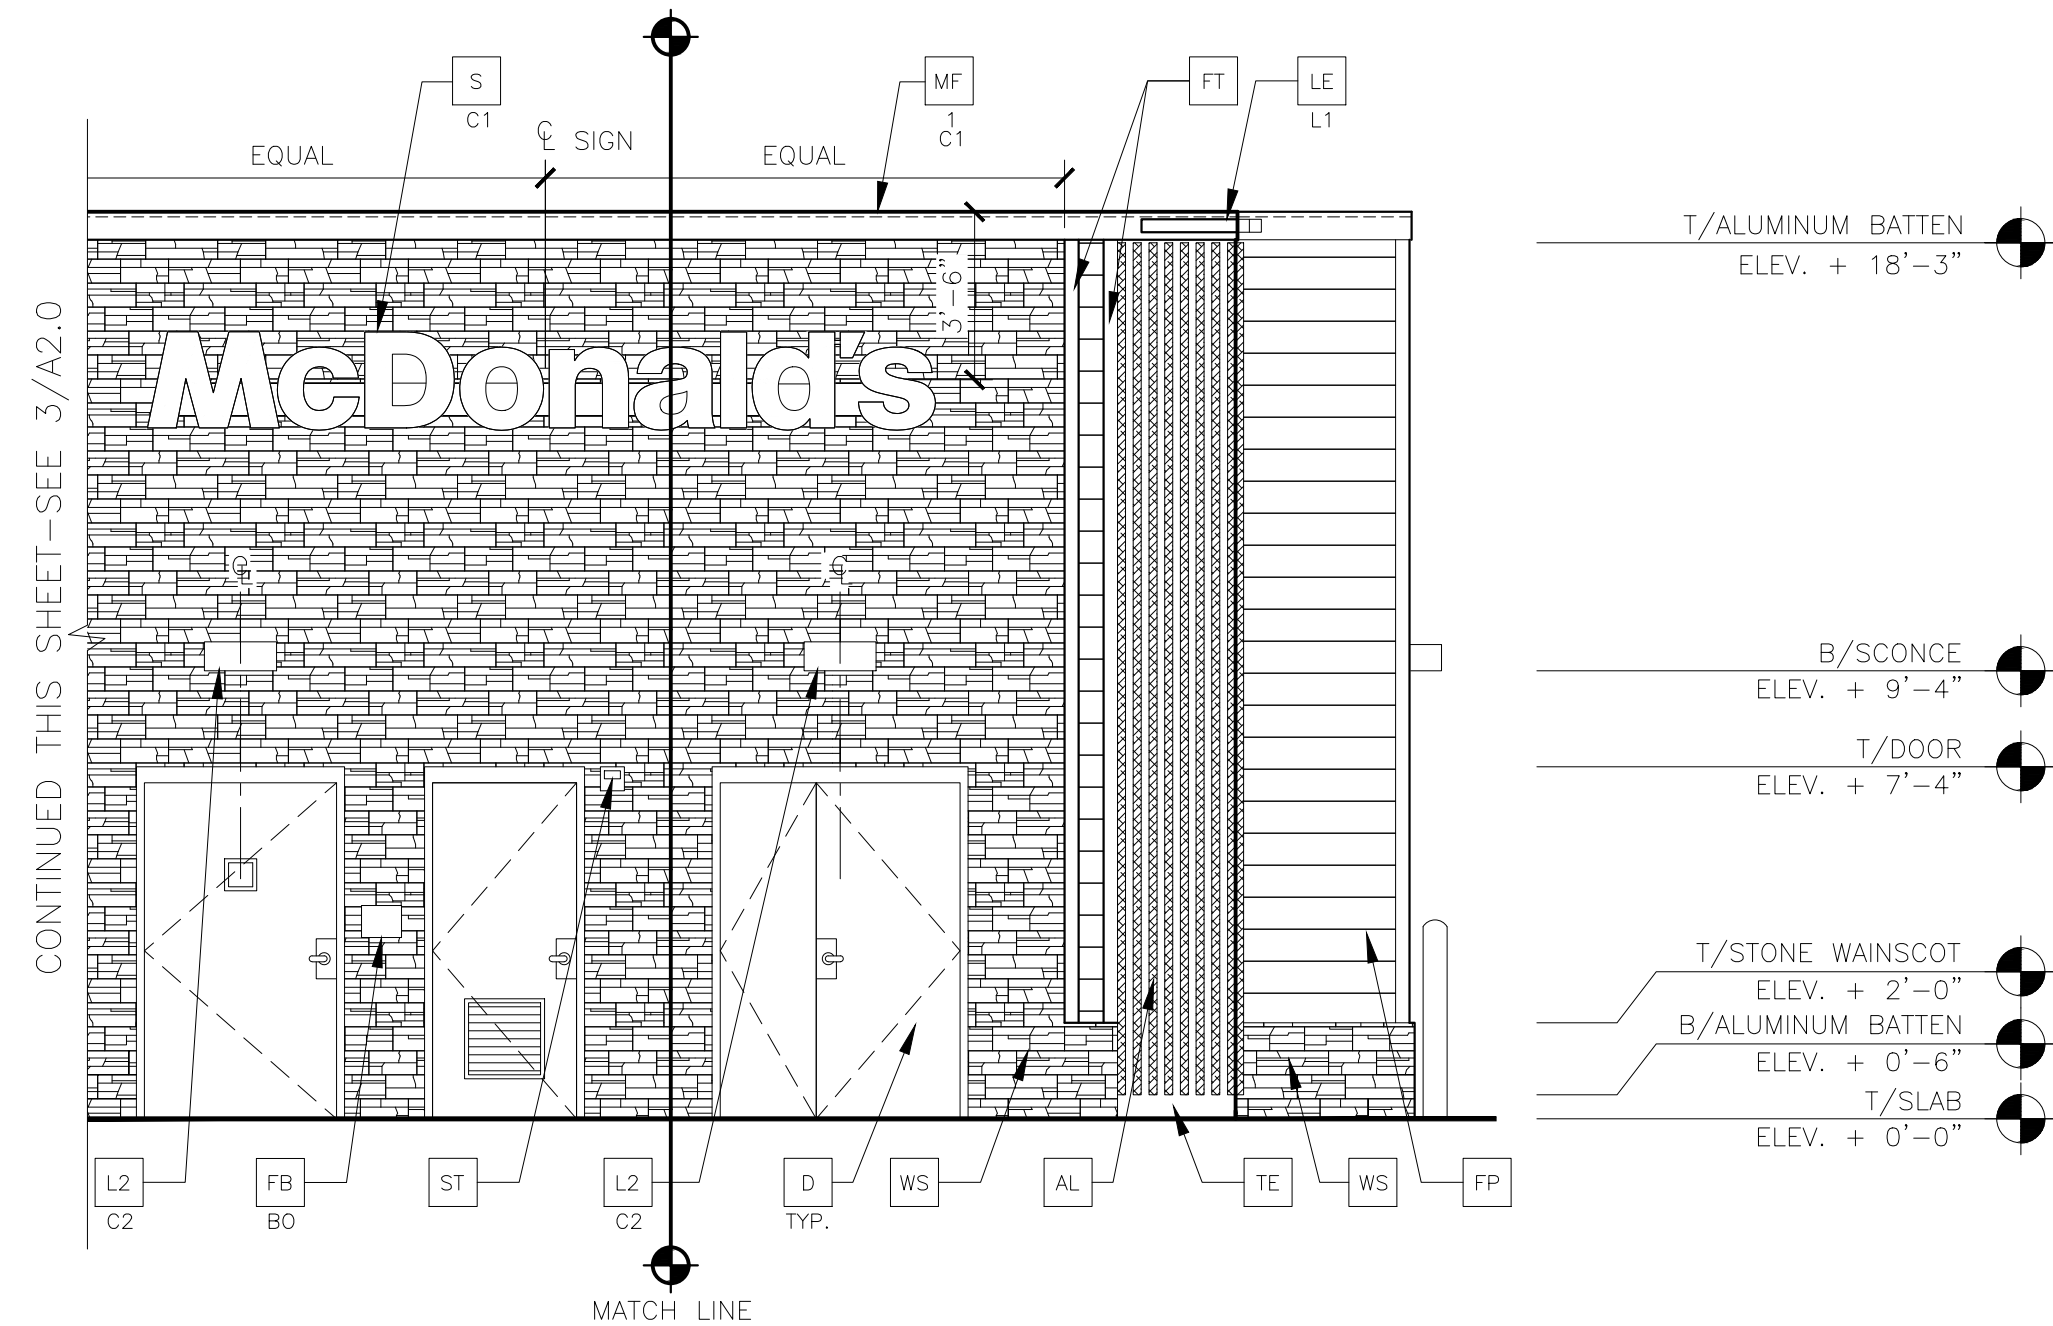 S
C1
MF
1
C1
FT
LE
L1
EQUAL
℄ SIGN
EQUAL
3'-6"
McDonald's
℄
℄
CONTINUED THIS SHEET-SEE 3/A2.0
T/ALUMINUM BATTEN
ELEV. + 18'-3"
B/SCONCE
ELEV. + 9'-4"
T/DOOR
ELEV. + 7'-4"
T/STONE WAINSCOT
ELEV. + 2'-0"
B/ALUMINUM BATTEN
ELEV. + 0'-6"
T/SLAB
ELEV. + 0'-0"
L2
C2
FB
BO
ST
L2
C2
D
TYP.
WS
AL
TE
WS
FP
MATCH LINE